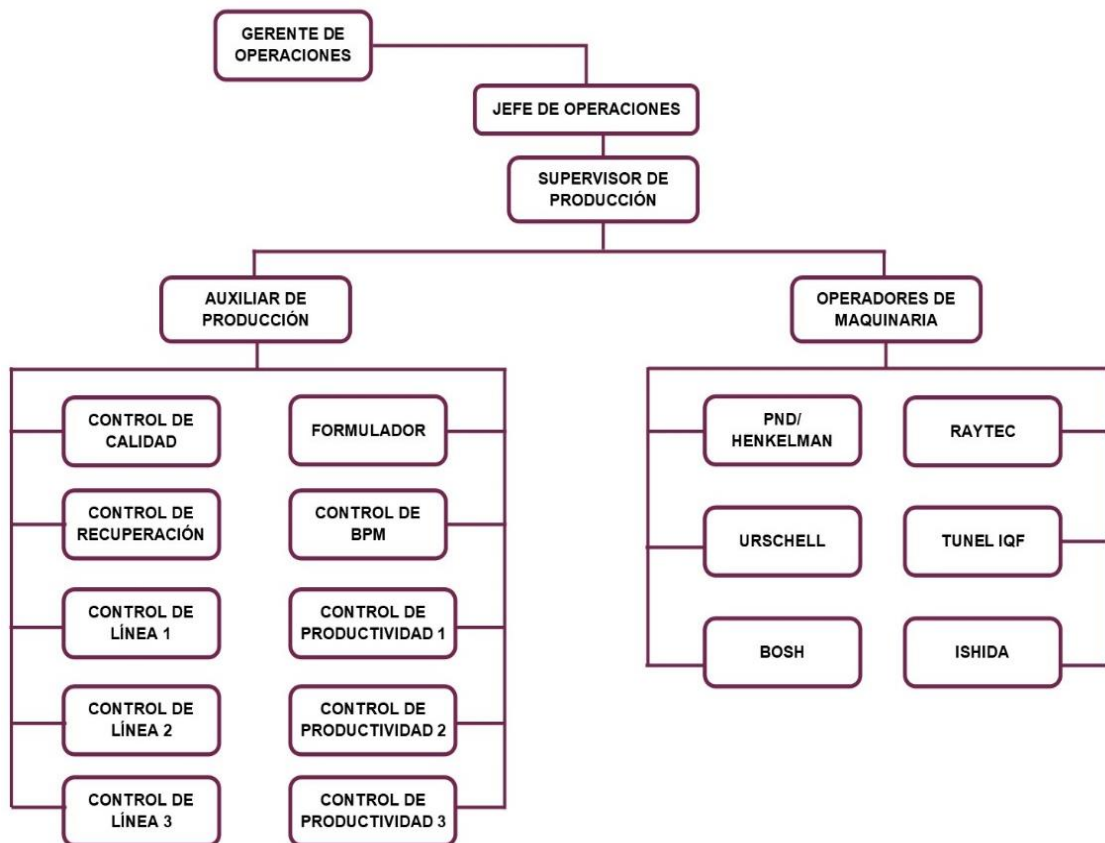 GERENTE DE
OPERACIONES
JEFE DE OPERACIONES
SUPERVISOR DE
PRODUCCIÓN
AUXILIAR DE
PRODUCCIÓN
OPERADORES DE
MAQUINARIA
CONTROL DE
CALIDAD
FORMULADOR
CONTROL DE
RECUPERACIÓN
CONTROL DE
BPM
CONTROL DE
LÍNEA 1
CONTROL DE
PRODUCTIVIDAD 1
CONTROL DE
LÍNEA 2
CONTROL DE
PRODUCTIVIDAD 2
CONTROL DE
LÍNEA 3
CONTROL DE
PRODUCTIVIDAD 3
PND/
HENKELMAN
RAYTEC
URSCHELL
TUNEL IQF
BOSH
ISHIDA